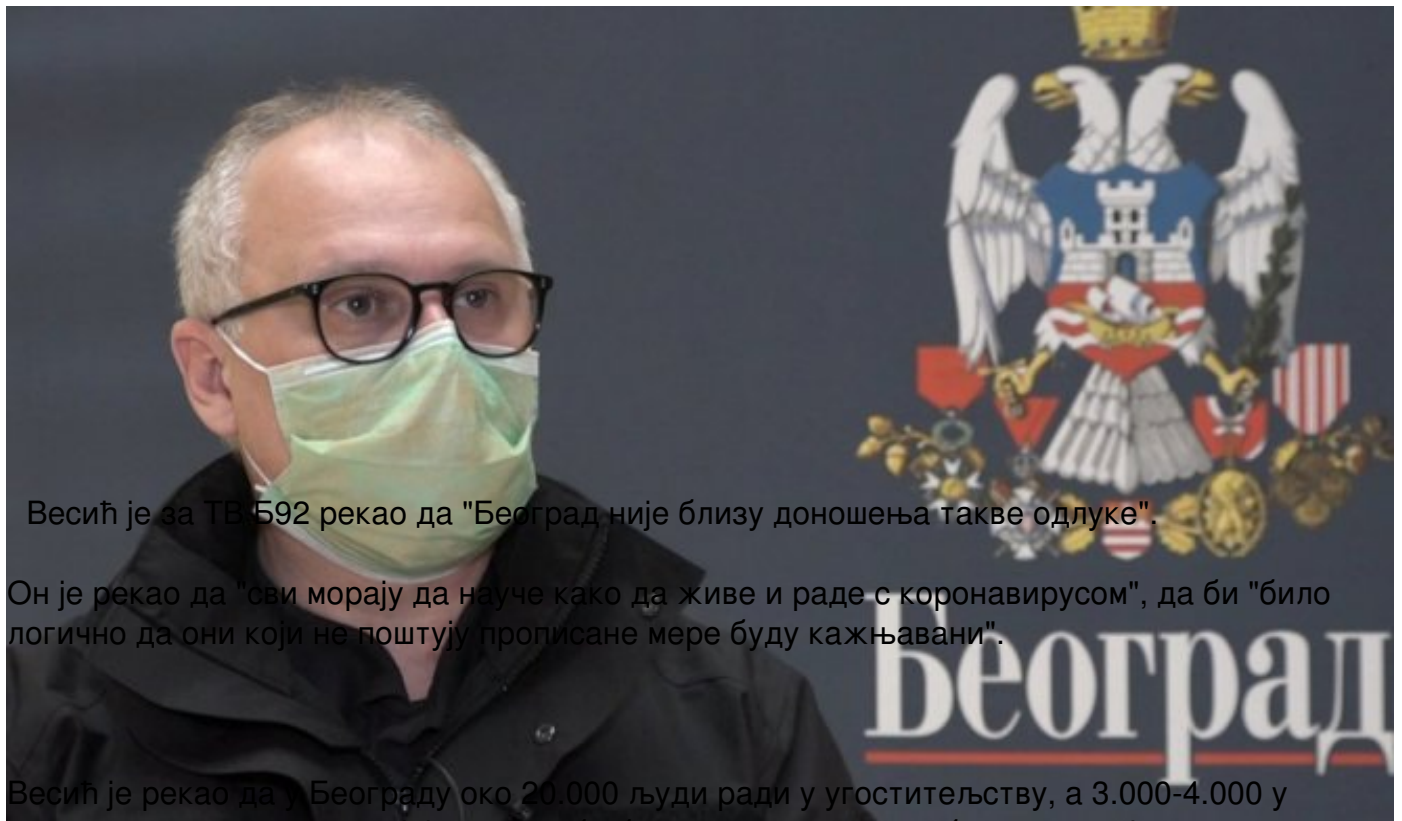 Весић је за ТВ Б92 рекао да "Београд није близу доношења такве одлуке".
Он је рекао да "сви морају да науче како да живе и раде с коронавирусом", да би "било
логично да они који не поштују прописане мере буду кажњавани".
Београд
Весић је рекао да у Београду око 20.000 људи ради у угоститељству, а 3.000-4.000 у